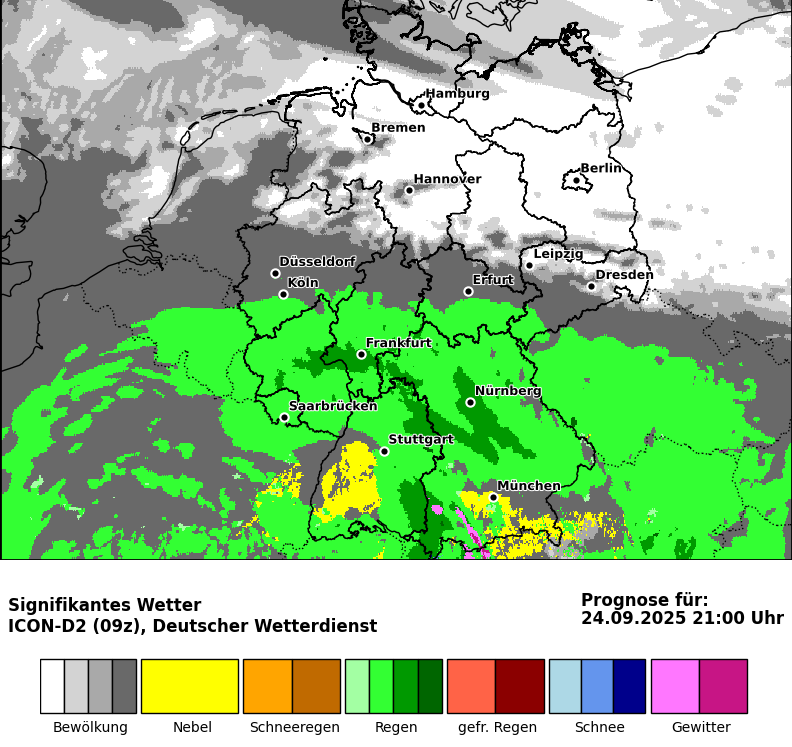 Hamburg
Bremen
Berlin
Hannover
Leipzig
Düsseldorf
Dresden
Köln
Erfurt
Frankfurt
Nürnberg
Saarbrücken
Stuttgart
München
Signifikantes Wetter
ICON-D2 (09z), Deutscher Wetterdienst
Prognose für:
24.09.2025 21:00 Uhr
Bewölkung Nebel Schneeregen Regen gefr. Regen Schnee Gewitter